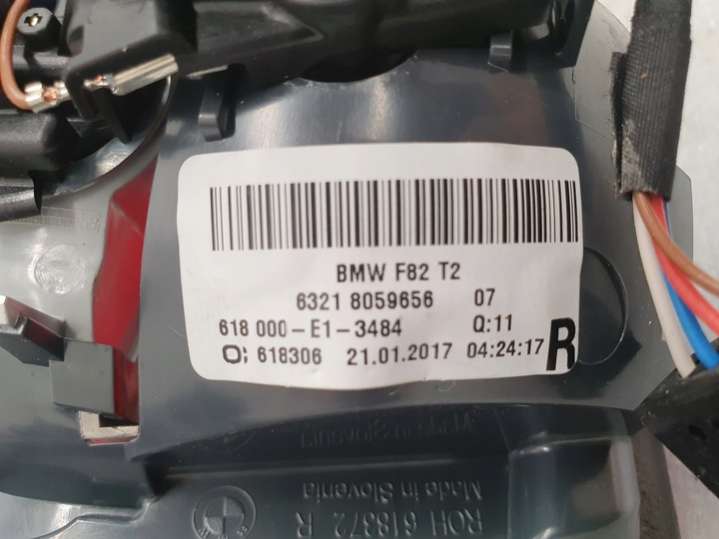 BMW F82 T2
6321 8059656 07
618 000-E1-3484 Q:11
O; 618306 21.01.2017 04:24:17 R
ROH 618372 R
Made in Slovenia